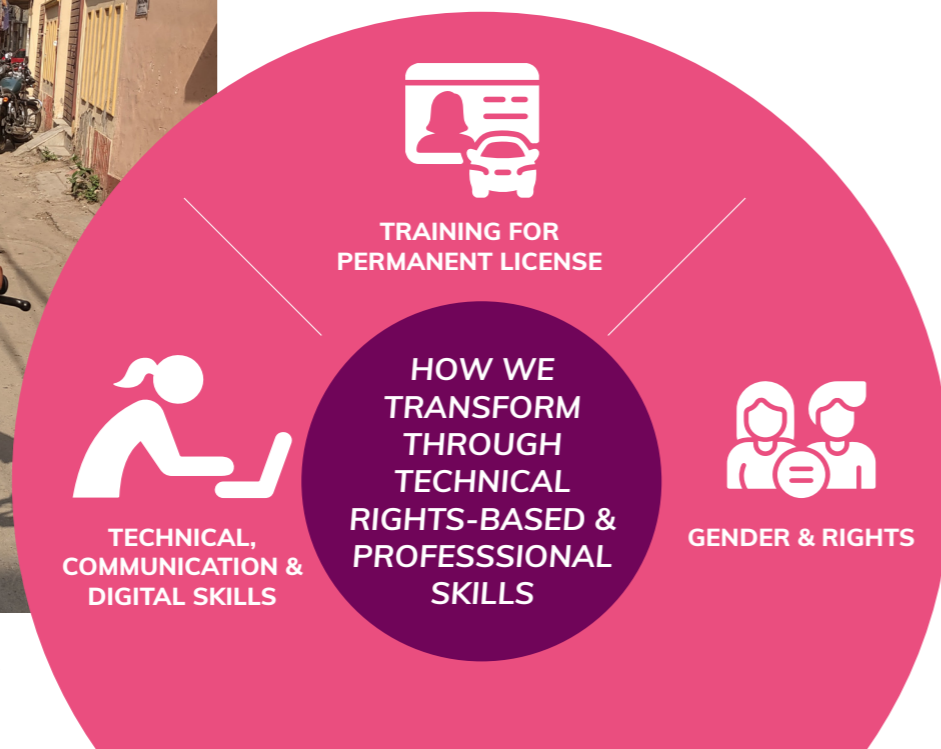 TRAINING FOR
PERMANENT LICENSE
HOW WE
TRANSFORM
THROUGH
TECHNICAL
RIGHTS-BASED &
PROFESSSIONAL
SKILLS
TECHNICAL,
COMMUNICATION &
DIGITAL SKILLS
GENDER & RIGHTS